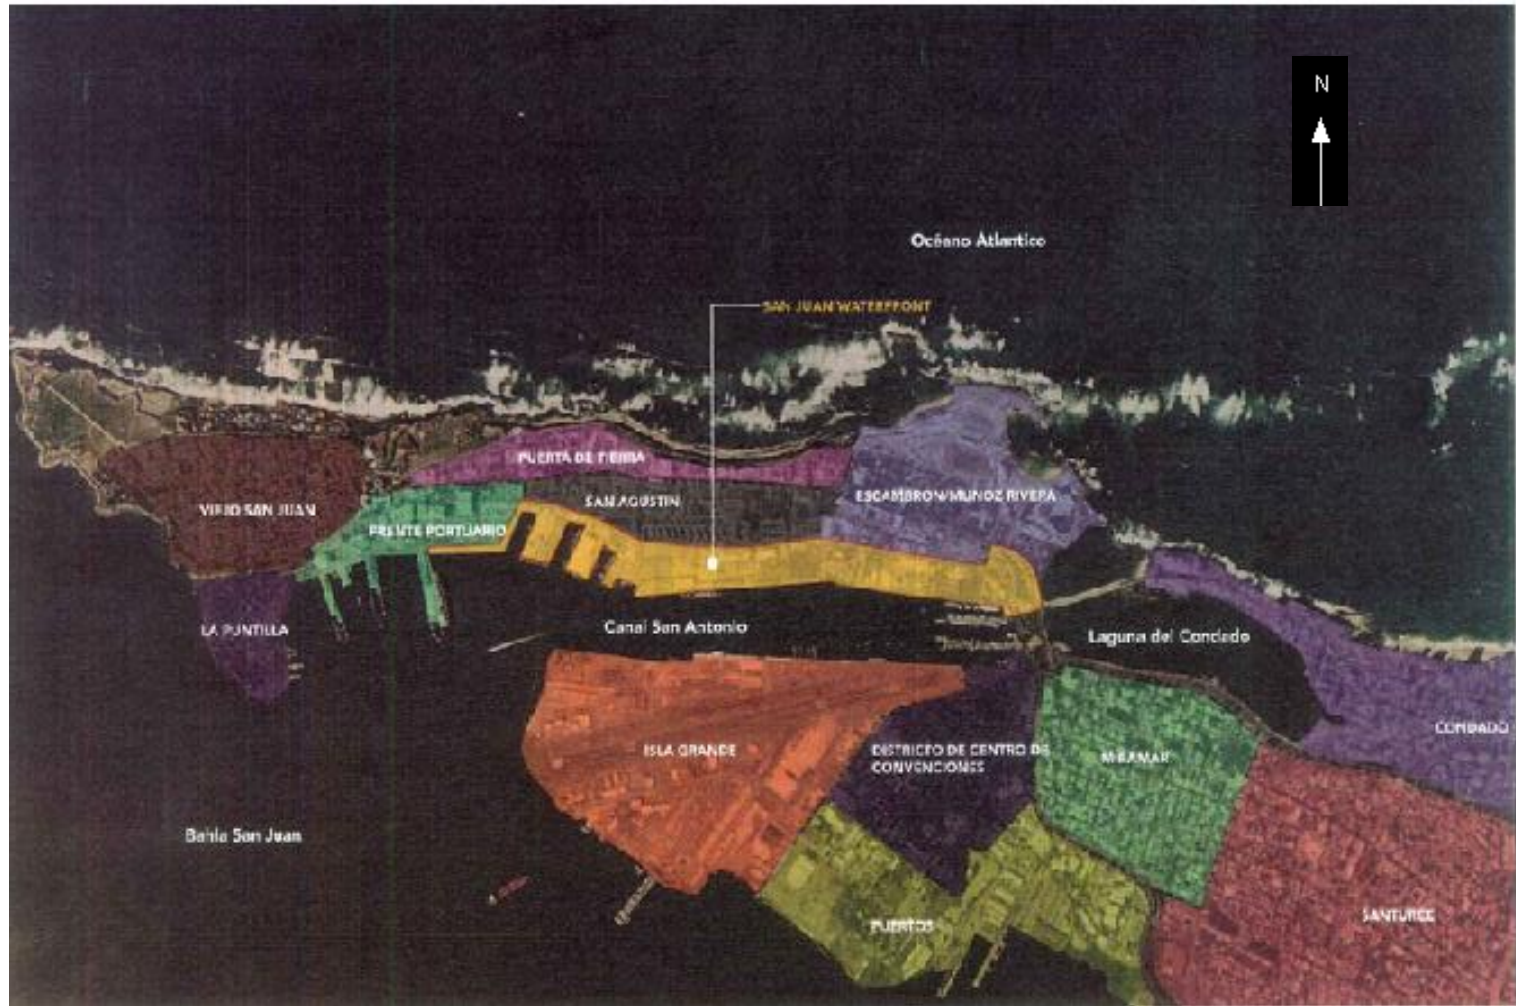 N
Océano Atlantico
SAN JUAN WATERFRONT
PUERTA DE TIERRA
SAN AGUSTIN
ESCAMBRON/MUNOZ RIVERA
VIEJO SAN JUAN
FRENTE PORTUARIO
LA PUNTILLA
Canal San Antonio
Laguna del Condado
CONDADO
ISLA GRANDE
DISTRICTO DE CENTRO DE
CONVENCIONES
MIRAMAR
Bahia San Juan
SANTURCE
PUERTOS